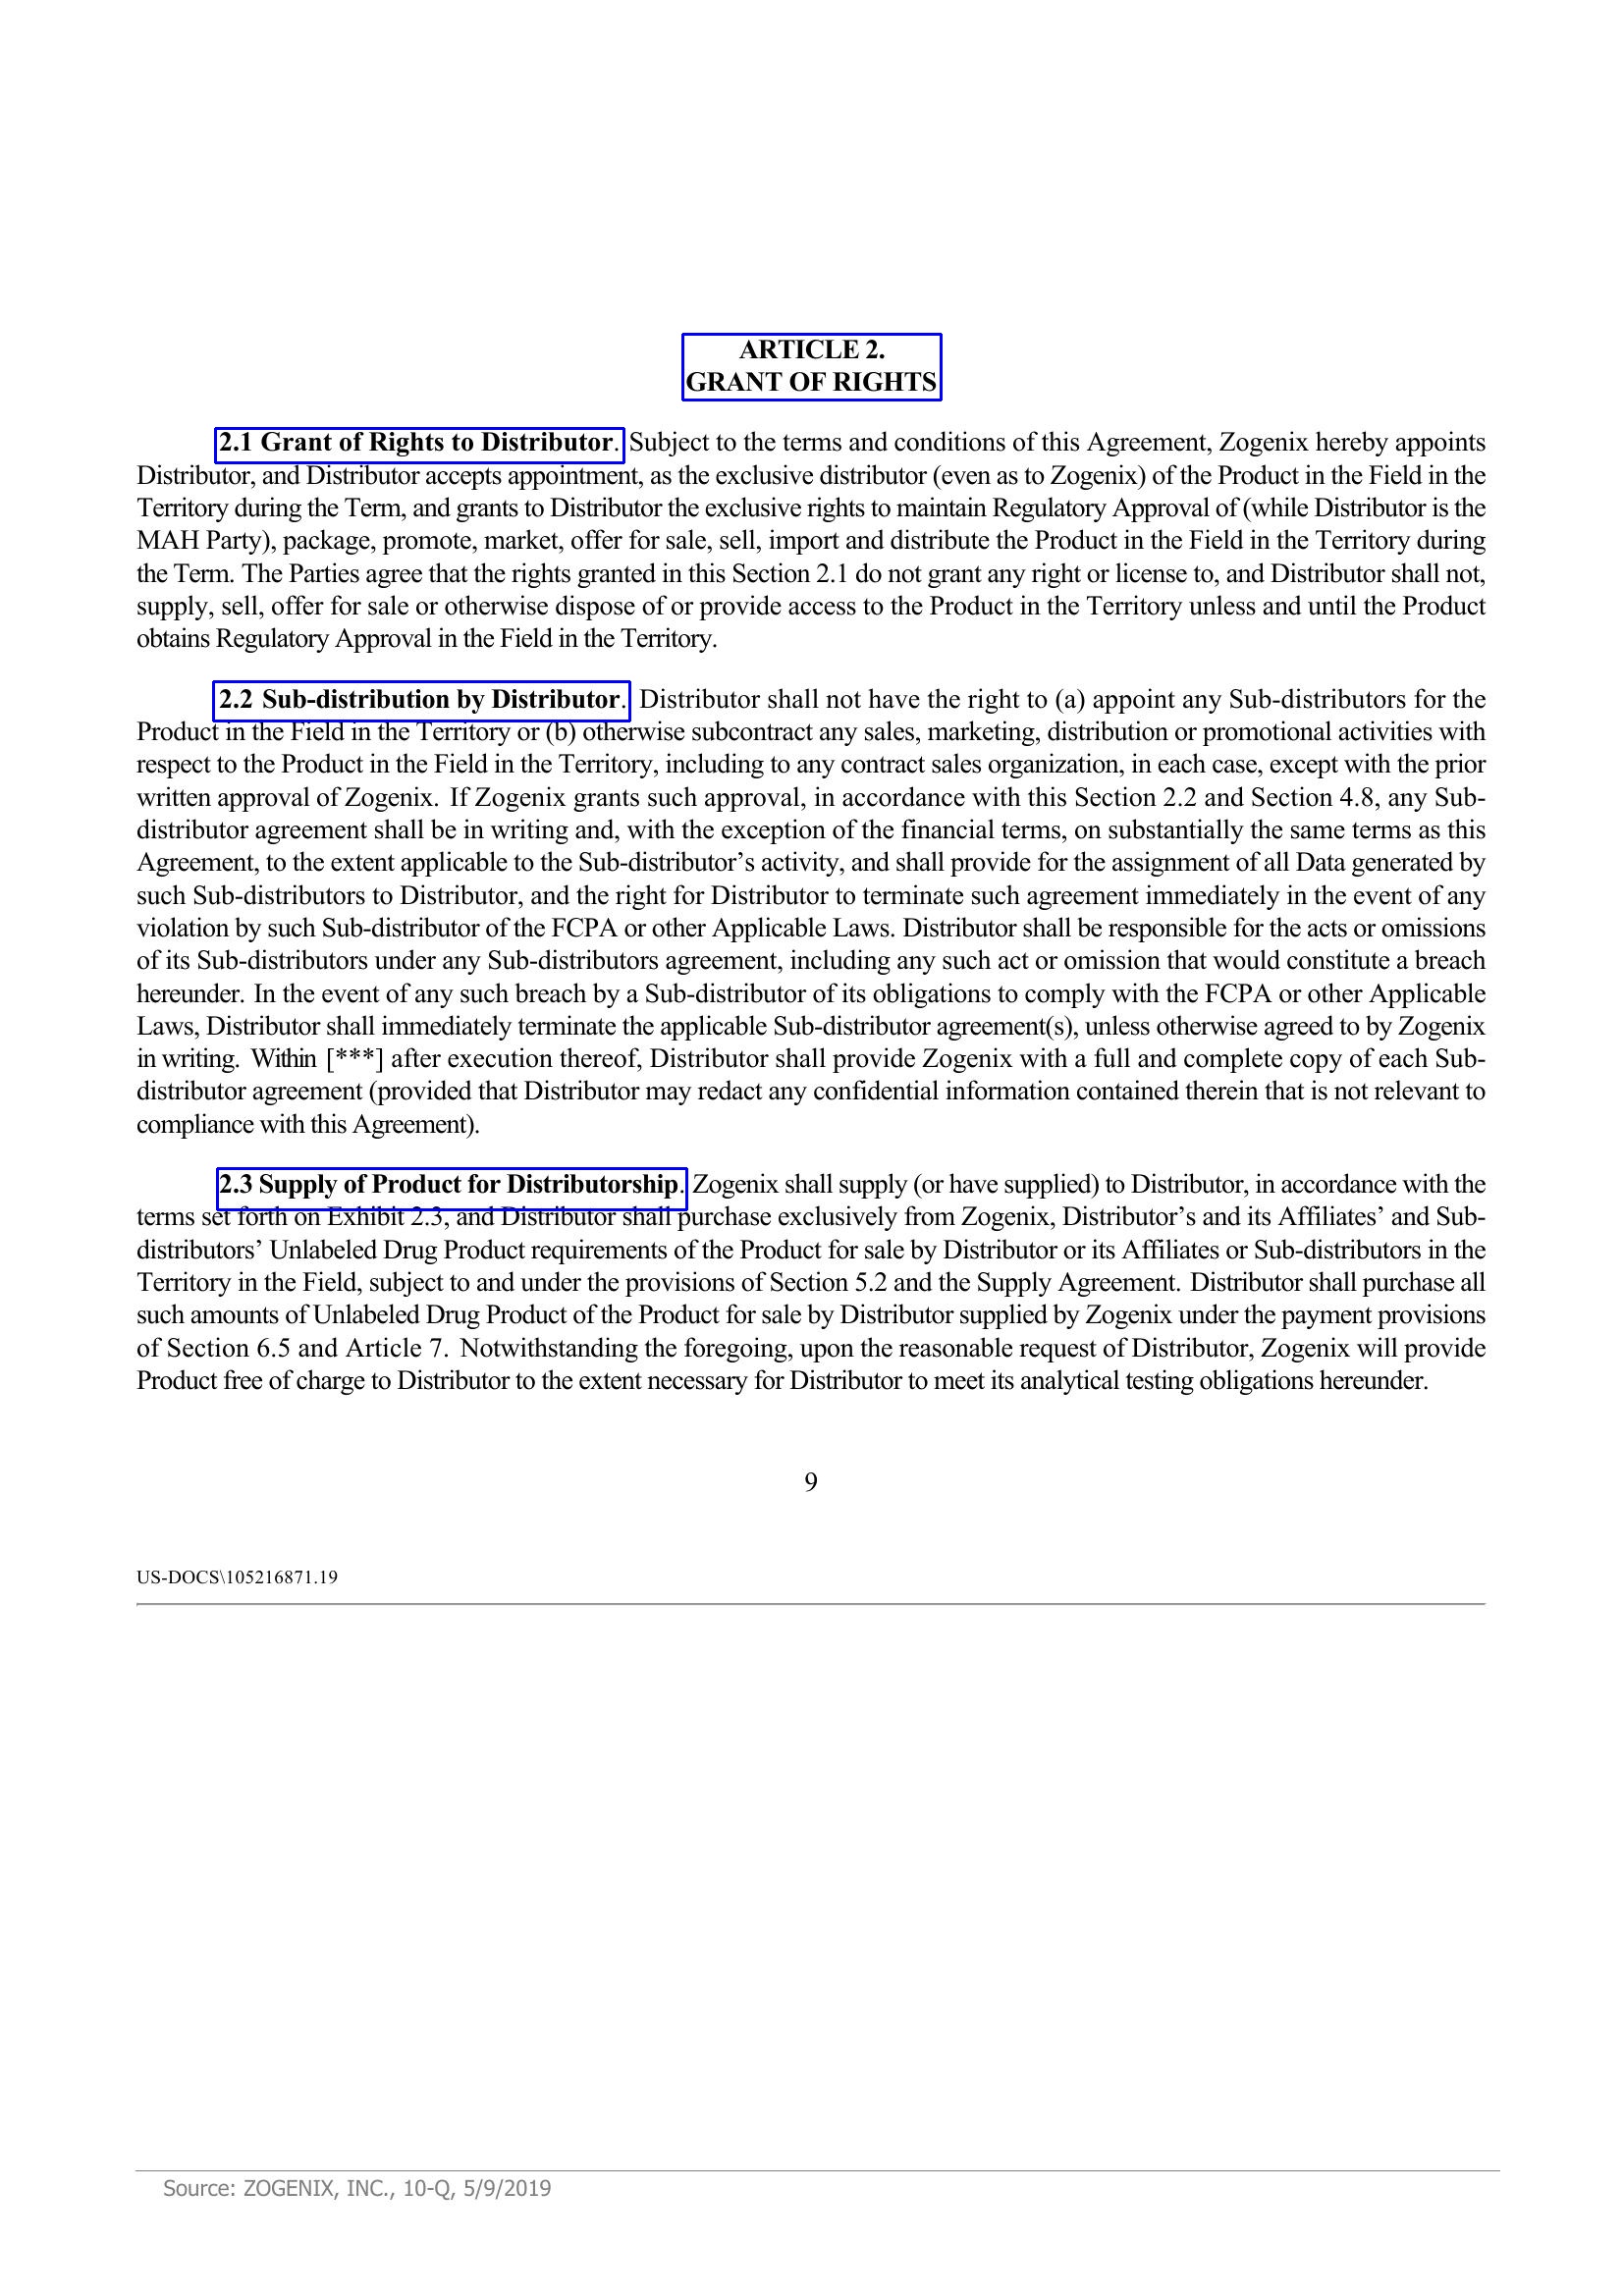 ARTICLE 2.
GRANT OF RIGHTS
2.1 Grant of Rights to Distributor. Subject to the terms and conditions of this Agreement, Zogenix hereby appoints
Distributor, and Distributor accepts appointment, as the exclusive distributor (even as to Zogenix) of the Product in the Field in the
Territory during the Term, and grants to Distributor the exclusive rights to maintain Regulatory Approval of (while Distributor is the
MAH Party), package, promote, market, offer for sale, sell, import and distribute the Product in the Field in the Territory during
the Term. The Parties agree that the rights granted in this Section 2.1 do not grant any right or license to, and Distributor shall not,
supply, sell, offer for sale or otherwise dispose of or provide access to the Product in the Territory unless and until the Product
obtains Regulatory Approval in the Field in the Territory.
2.2 Sub-distribution by Distributor. Distributor shall not have the right to (a) appoint any Sub-distributors for the
Product in the Field in the Territory or (b) otherwise subcontract any sales, marketing, distribution or promotional activities with
respect to the Product in the Field in the Territory, including to any contract sales organization, in each case, except with the prior
written approval of Zogenix. If Zogenix grants such approval, in accordance with this Section 2.2 and Section 4.8, any Sub-
distributor agreement shall be in writing and, with the exception of the financial terms, on substantially the same terms as this
Agreement, to the extent applicable to the Sub-distributor’s activity, and shall provide for the assignment of all Data generated by
such Sub-distributors to Distributor, and the right for Distributor to terminate such agreement immediately in the event of any
violation by such Sub-distributor of the FCPA or other Applicable Laws. Distributor shall be responsible for the acts or omissions
of its Sub-distributors under any Sub-distributors agreement, including any such act or omission that would constitute a breach
hereunder. In the event of any such breach by a Sub-distributor of its obligations to comply with the FCPA or other Applicable
Laws, Distributor shall immediately terminate the applicable Sub-distributor agreement(s), unless otherwise agreed to by Zogenix
in writing. Within [***] after execution thereof, Distributor shall provide Zogenix with a full and complete copy of each Sub-
distributor agreement (provided that Distributor may redact any confidential information contained therein that is not relevant to
compliance with this Agreement).
2.3 Supply of Product for Distributorship. Zogenix shall supply (or have supplied) to Distributor, in accordance with the
terms set forth on Exhibit 2.3, and Distributor shall purchase exclusively from Zogenix, Distributor’s and its Affiliates’ and Sub-
distributors’ Unlabeled Drug Product requirements of the Product for sale by Distributor or its Affiliates or Sub-distributors in the
Territory in the Field, subject to and under the provisions of Section 5.2 and the Supply Agreement. Distributor shall purchase all
such amounts of Unlabeled Drug Product of the Product for sale by Distributor supplied by Zogenix under the payment provisions
of Section 6.5 and Article 7. Notwithstanding the foregoing, upon the reasonable request of Distributor, Zogenix will provide
Product free of charge to Distributor to the extent necessary for Distributor to meet its analytical testing obligations hereunder.
9
US-DOCS\105216871.19
Source: ZOGENIX, INC., 10-Q, 5/9/2019